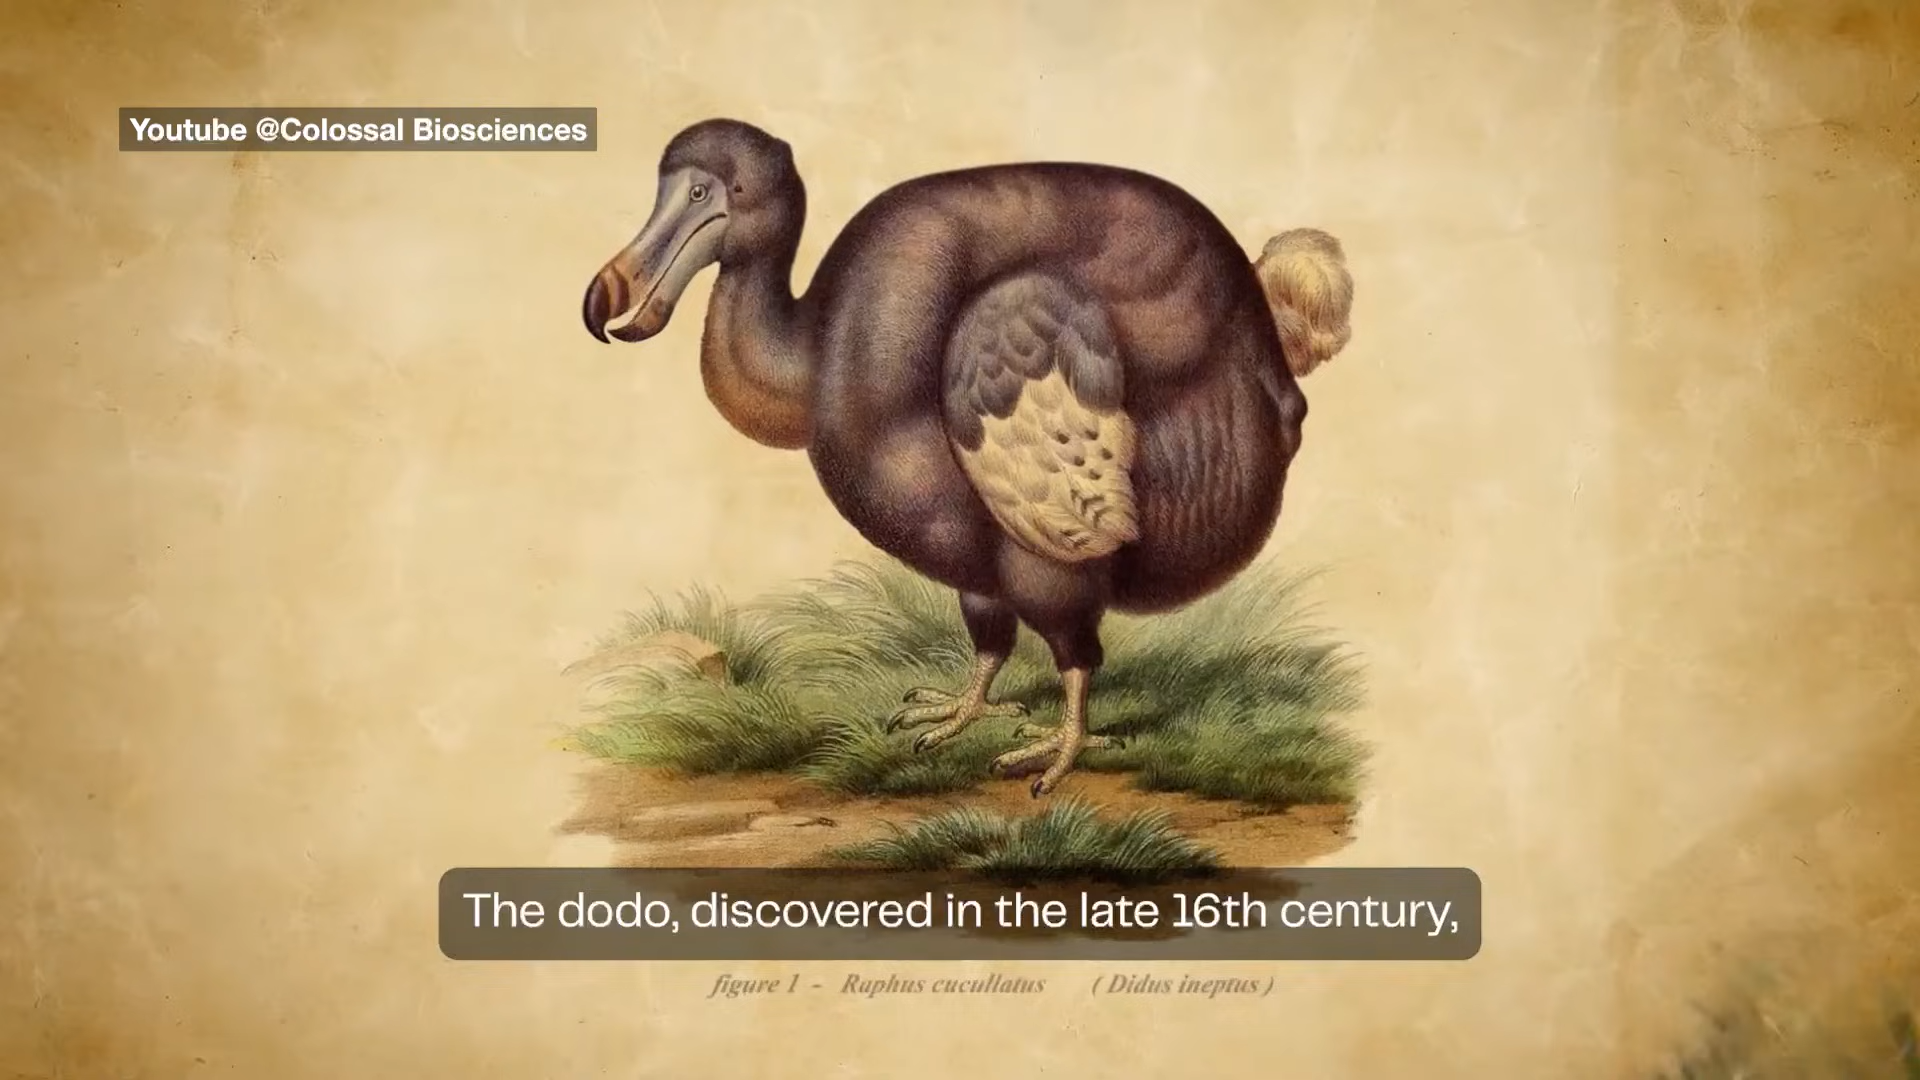 Youtube @Colossal Biosciences
The dodo, discovered in the late 16th century,
figure 1 - Raphus cucullatus (Didus ineptus)